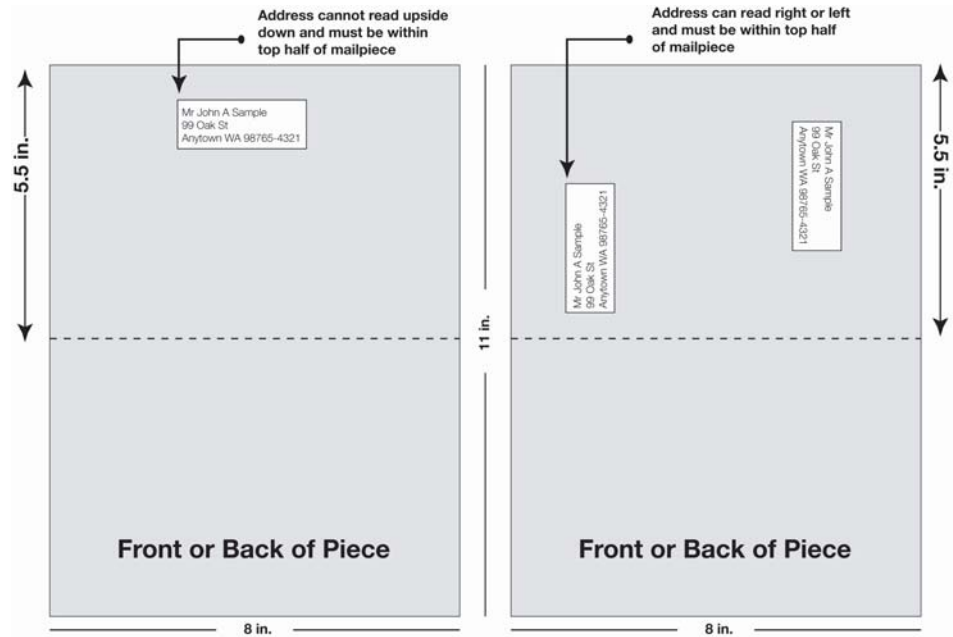 Address cannot read upside
down and must be within
top half of mailpiece
5.5 in.
Mr John A Sample
99 Oak St
Anytown WA 98765-4321
Front or Back of Piece
8 in.
11 in.
Address can read right or left
and must be within top half
of mailpiece
Mr John A Sample
99 Oak St
Anytown WA 98765-4321
Mr John A Sample
99 Oak St
Anytown WA 98765-4321
5.5 in.
Front or Back of Piece
8 in.